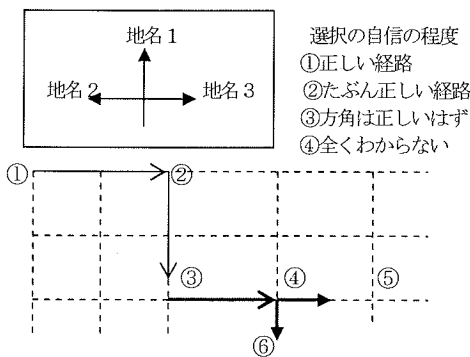 地名1
地名2
地名3
選択の自信の程度
①正しい経路
②たぶん正しい経路
③方角は正しいはず
④全くわからない
①
②
③
④
⑤
⑥